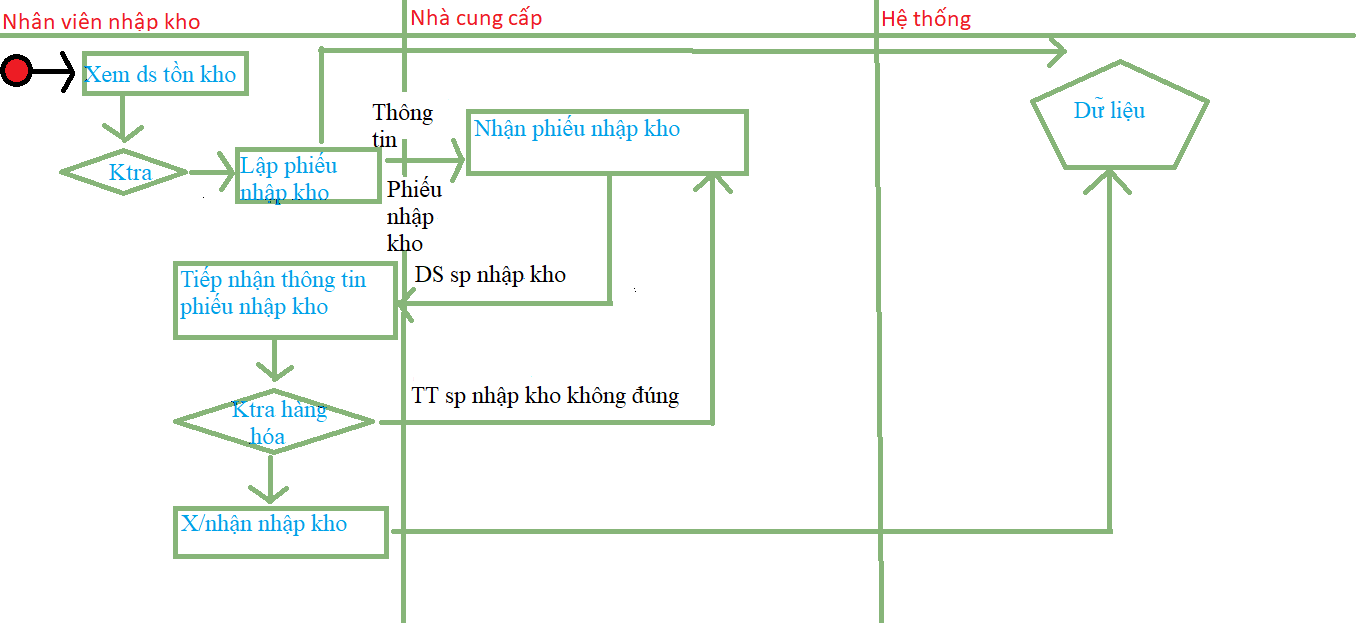 Nhân viên nhập kho
Nhà cung cấp
Hệ thống
Xem ds tồn kho
Ktra
Lập phiếu
nhập kho
Thông
tin
Phiếu
nhập
kho
Nhận phiếu nhập kho
Dữ liệu
DS sp nhập kho
Tiếp nhận thông tin
phiếu nhập kho
TT sp nhập kho không đúng
Ktra hàng
hóa
X/nhận nhập kho